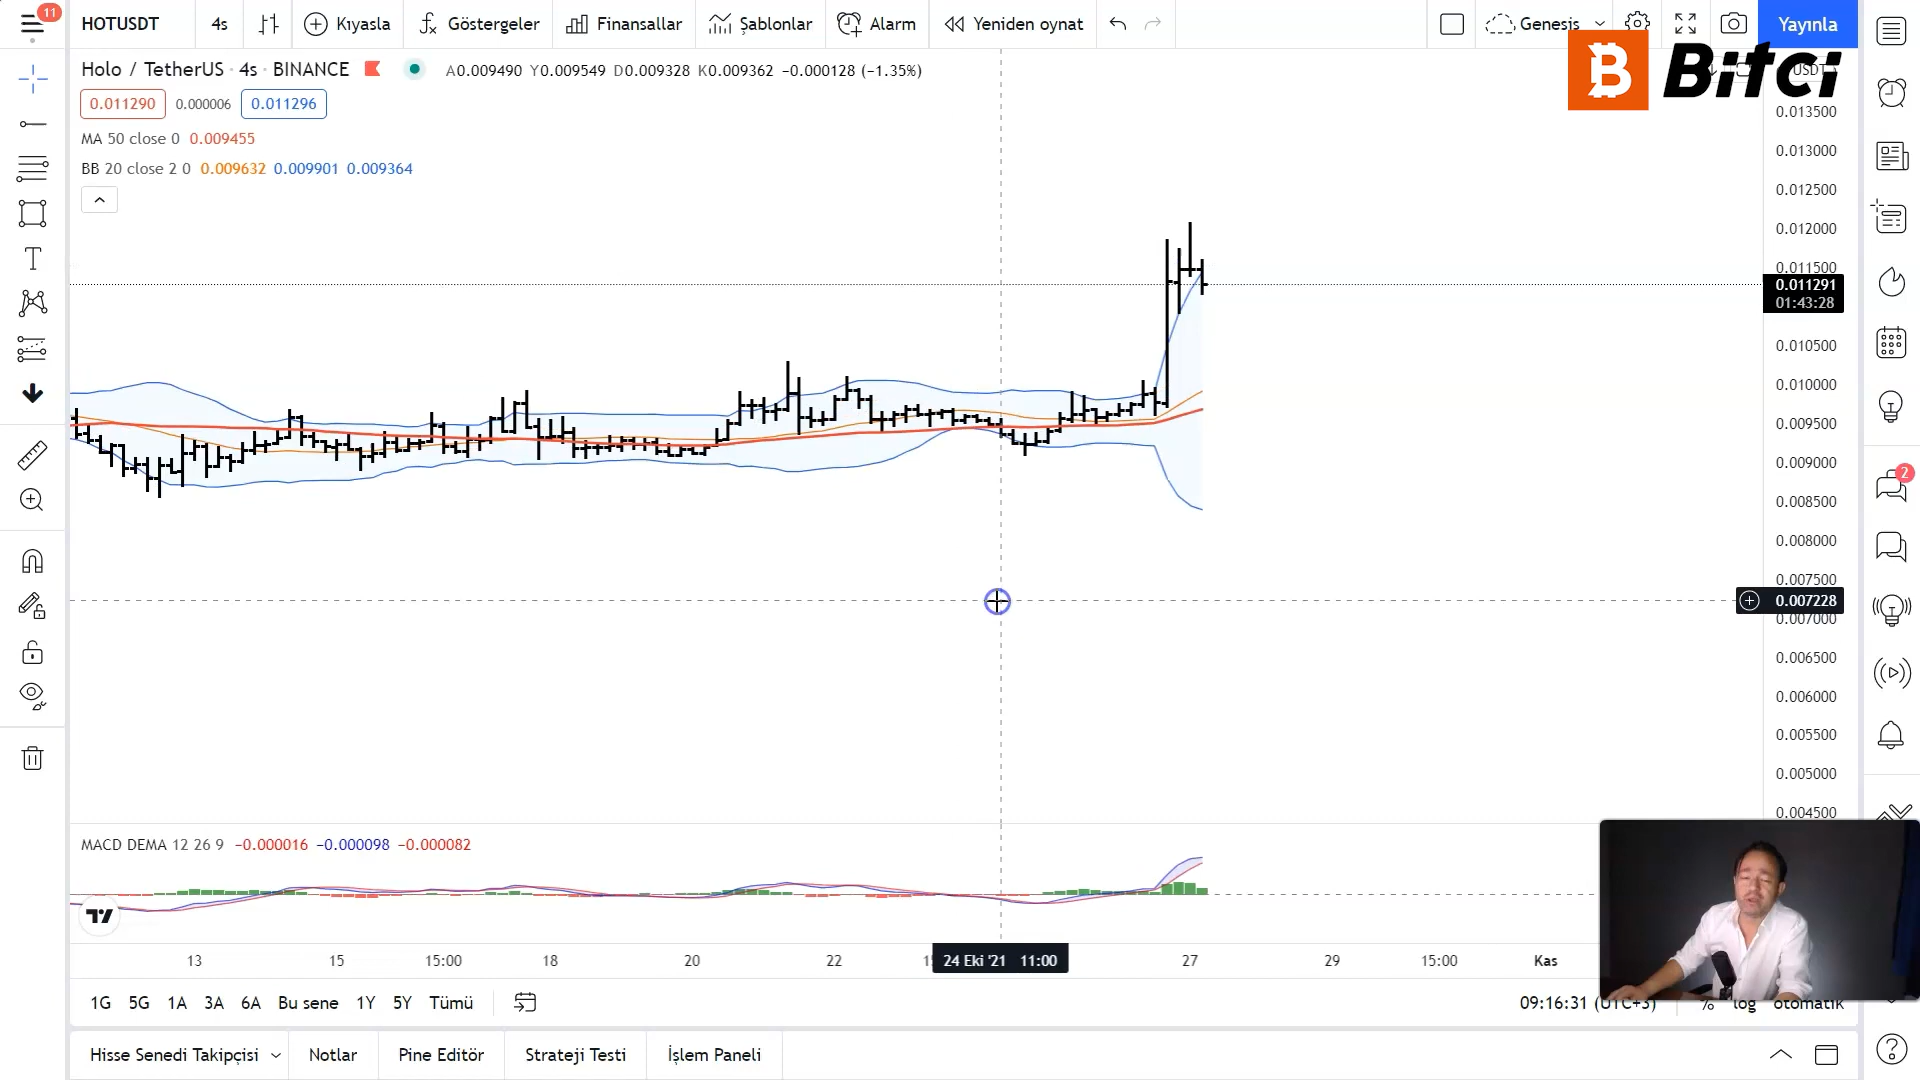 11
HOTUSDT
4s
Kıyasla
Göstergeler
Finansallar
Şablonlar
Alarm
Yeniden oynat
Genesis
Yayınla
Holo / TetherUS · 4s · BINANCE
A0.009490 Y0.009549 D0.009328 K0.009362 −0.000128 (−1.35%)
B Bitci
0.011290
0.000006
0.011296
MA 50 close 0 0.009455
BB 20 close 2 0 0.009632 0.009901 0.009364
0.013500
0.013000
0.012500
0.012000
0.011500
0.011291
01:43:28
0.010500
0.010000
0.009500
0.009000
0.008500
0.008000
0.007500
0.007228
0.007000
0.006500
0.006000
0.005500
0.005000
0.004500
2
MACD DEMA 12 26 9 −0.000016 −0.000098 −0.000082
13
15
15:00
18
20
22
24 Eki '21 11:00
27
29
15:00
Kas
1G 5G 1A 3A 6A Bu sene 1Y 5Y Tümü
09:16:31 (UTC+3)
% log otomatik
Hisse Senedi Takipçisi
Notlar
Pine Editör
Strateji Testi
İşlem Paneli